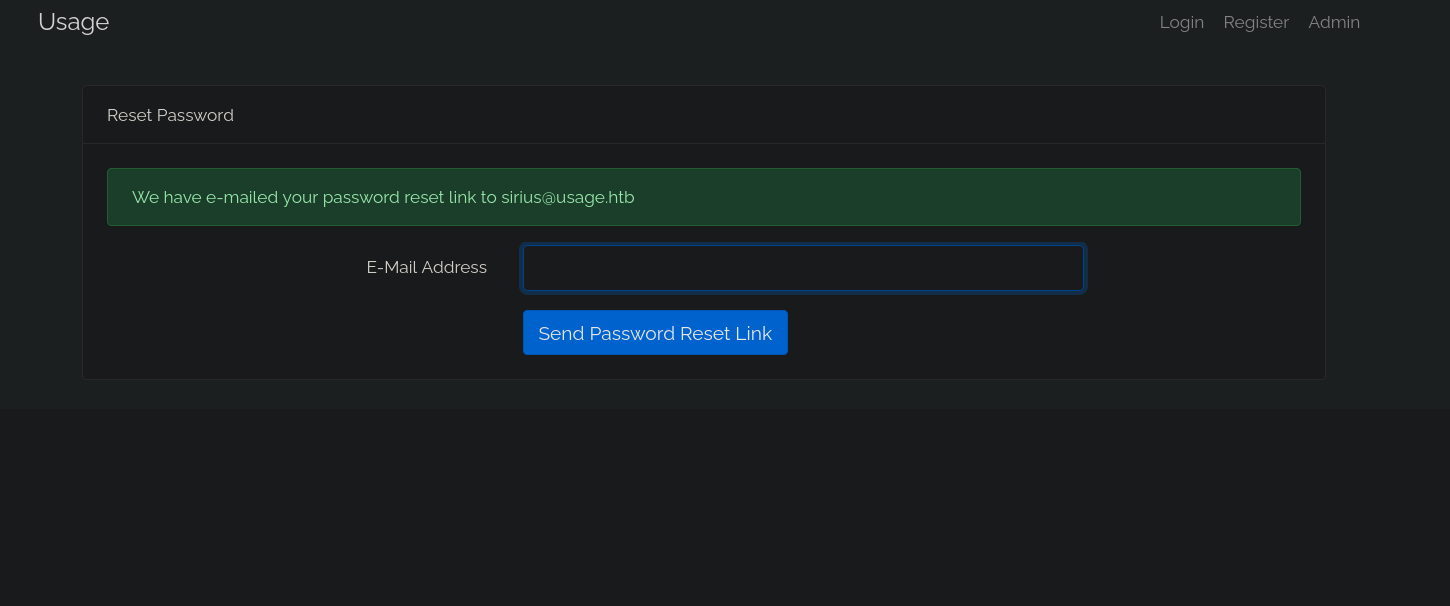 Usage
Login Register Admin
Reset Password
We have e-mailed your password reset link to sirius@usage.htb
E-Mail Address
Send Password Reset Link